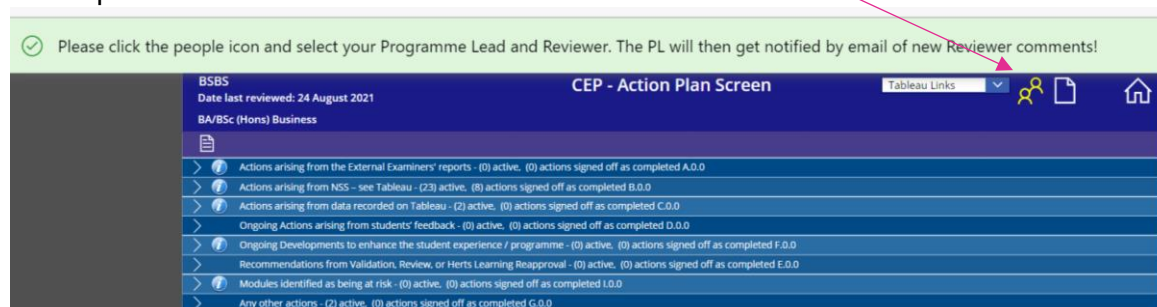 Please click the people icon and select your Programme Lead and Reviewer. The PL will then get notified by email of new Reviewer comments!
BSBS
CEP - Action Plan Screen
Tableau Links
Date last reviewed: 24 August 2021
BA/BSc (Hons) Business
Actions arising from the External Examiners' reports - (0) active, (0) actions signed off as completed A.0.0
Actions arising from NSS – see Tableau - (23) active, (8) actions signed off as completed B.0.0
Actions arising from data recorded on Tableau - (2) active, (0) actions signed off as completed C.0.0
Ongoing Actions arising from students' feedback - (0) active, (0) actions signed off as completed D.0.0
Ongoing Developments to enhance the student experience / programme - (0) active, (0) actions signed off as completed F.0.0
Recommendations from Validation, Review, or Herts Learning Reapproval - (0) active, (0) actions signed off as completed E.0.0
Modules identified as being at risk - (0) active, (0) actions signed off as completed I.0.0
Any other actions - (2) active, (0) actions signed off as completed G.0.0